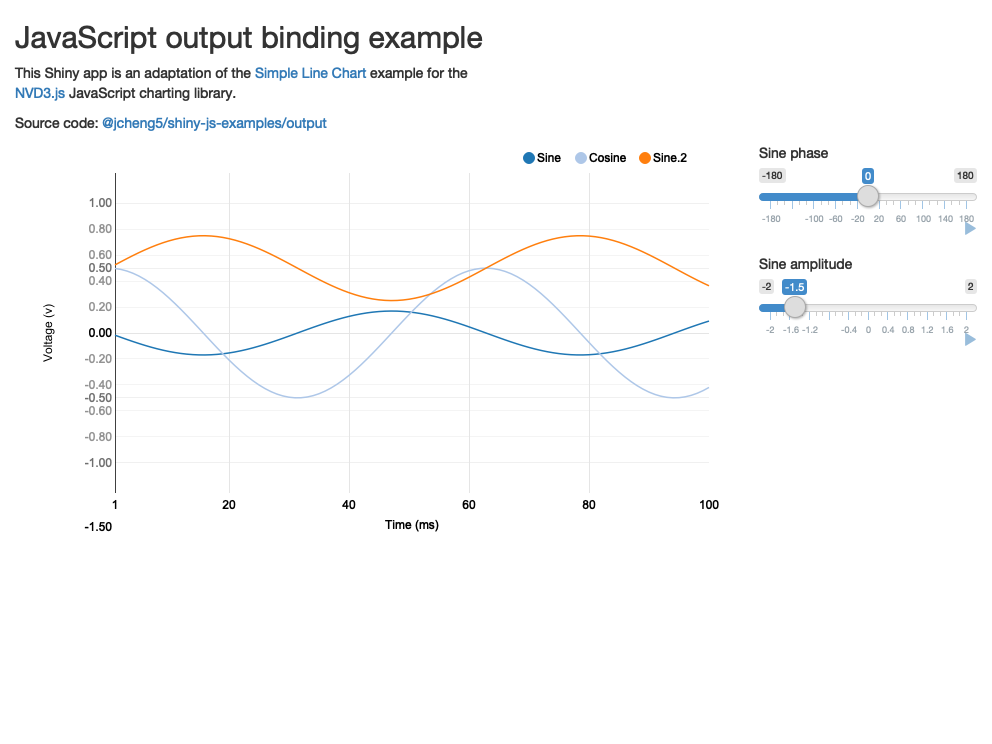 JavaScript output binding example
This Shiny app is an adaptation of the Simple Line Chart example for the
NVD3.js JavaScript charting library.
Source code: @jcheng5/shiny-js-examples/output
Sine Cosine Sine.2
1.00
0.80
0.60
0.50
0.40
0.20
0.00
-0.20
-0.40
-0.50
-0.60
-0.80
-1.00
-1.50
Voltage (v)
1 20 40 60 80 100
Time (ms)
Sine phase
-180 0 180
-180 -100 -60 -20 20 60 100 140 180
Sine amplitude
-2 -1.5 2
-2 -1.6 -1.2 -0.4 0 0.4 0.8 1.2 1.6 2